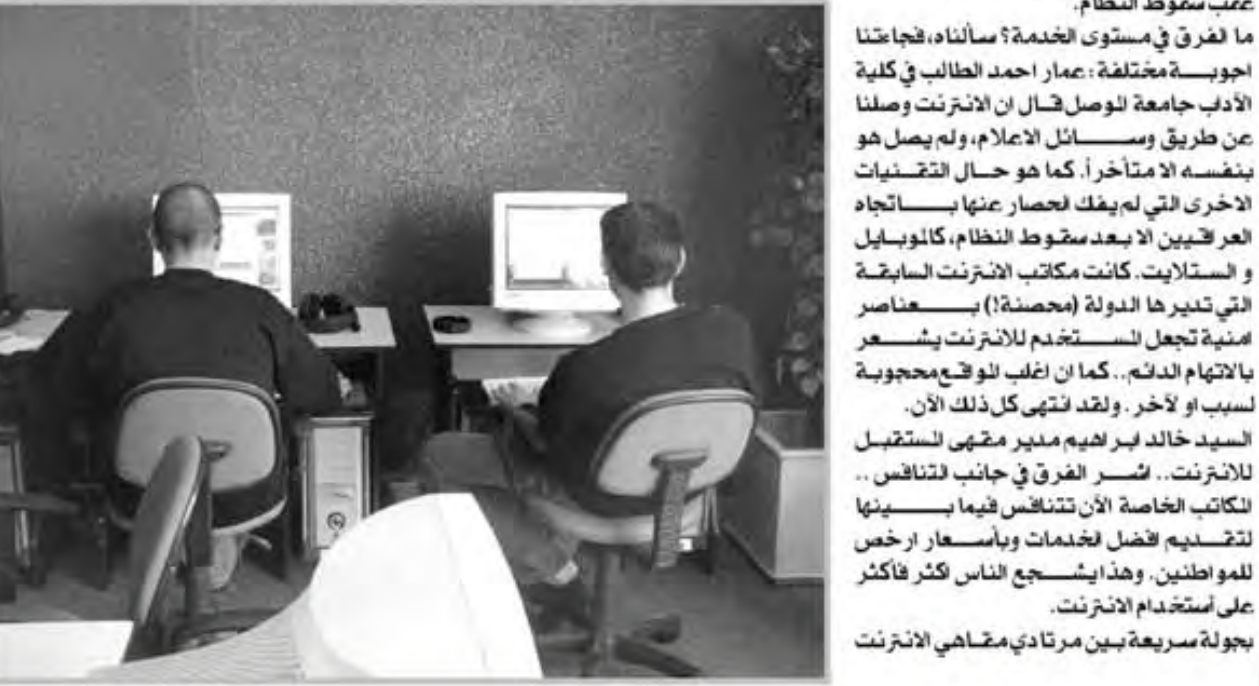 عقب سقوط النظام.
ما الفرق في مستوى الخدمة؟ سألناه، فجاءتنا
اجوبة مختلفة: عمار احمد الطالب في كلية
الآداب جامعة الموصل قال ان الانترنت وصلنا
عن طريق وسائل الاعلام، ولم يصل هو
بنفسه الا متأخراً. كما هو حال التقنيات
الاخرى التي لم يفك الحصار عنها باتجاه
العراقيين الا بعد سقوط النظام، كالموبايل
و الستلايت. كانت مكاتب الانترنت السابقة
التي تديرها الدولة (محصنة!) بعناصر
امنية تجعل المستخدم للانترنت يشعر
بالاتهام الدائم.. كما ان اغلب المواقع محجوبة
لسبب او لآخر. ولقد انتهى كل ذلك الآن.
السيد خالد ابراهيم مدير مقهى المستقبل
للانترنت.. اشر الفرق في جانب التنافس ..
المكاتب الخاصة الآن تتنافس فيما بينها
لتقديم افضل الخدمات وبأسعار ارخص
للمواطنين. وهذا يشجع الناس اكثر فأكثر
على أستخدام الانترنت.
بجولة سريعة بين مرتادي مقاهي الانترنت